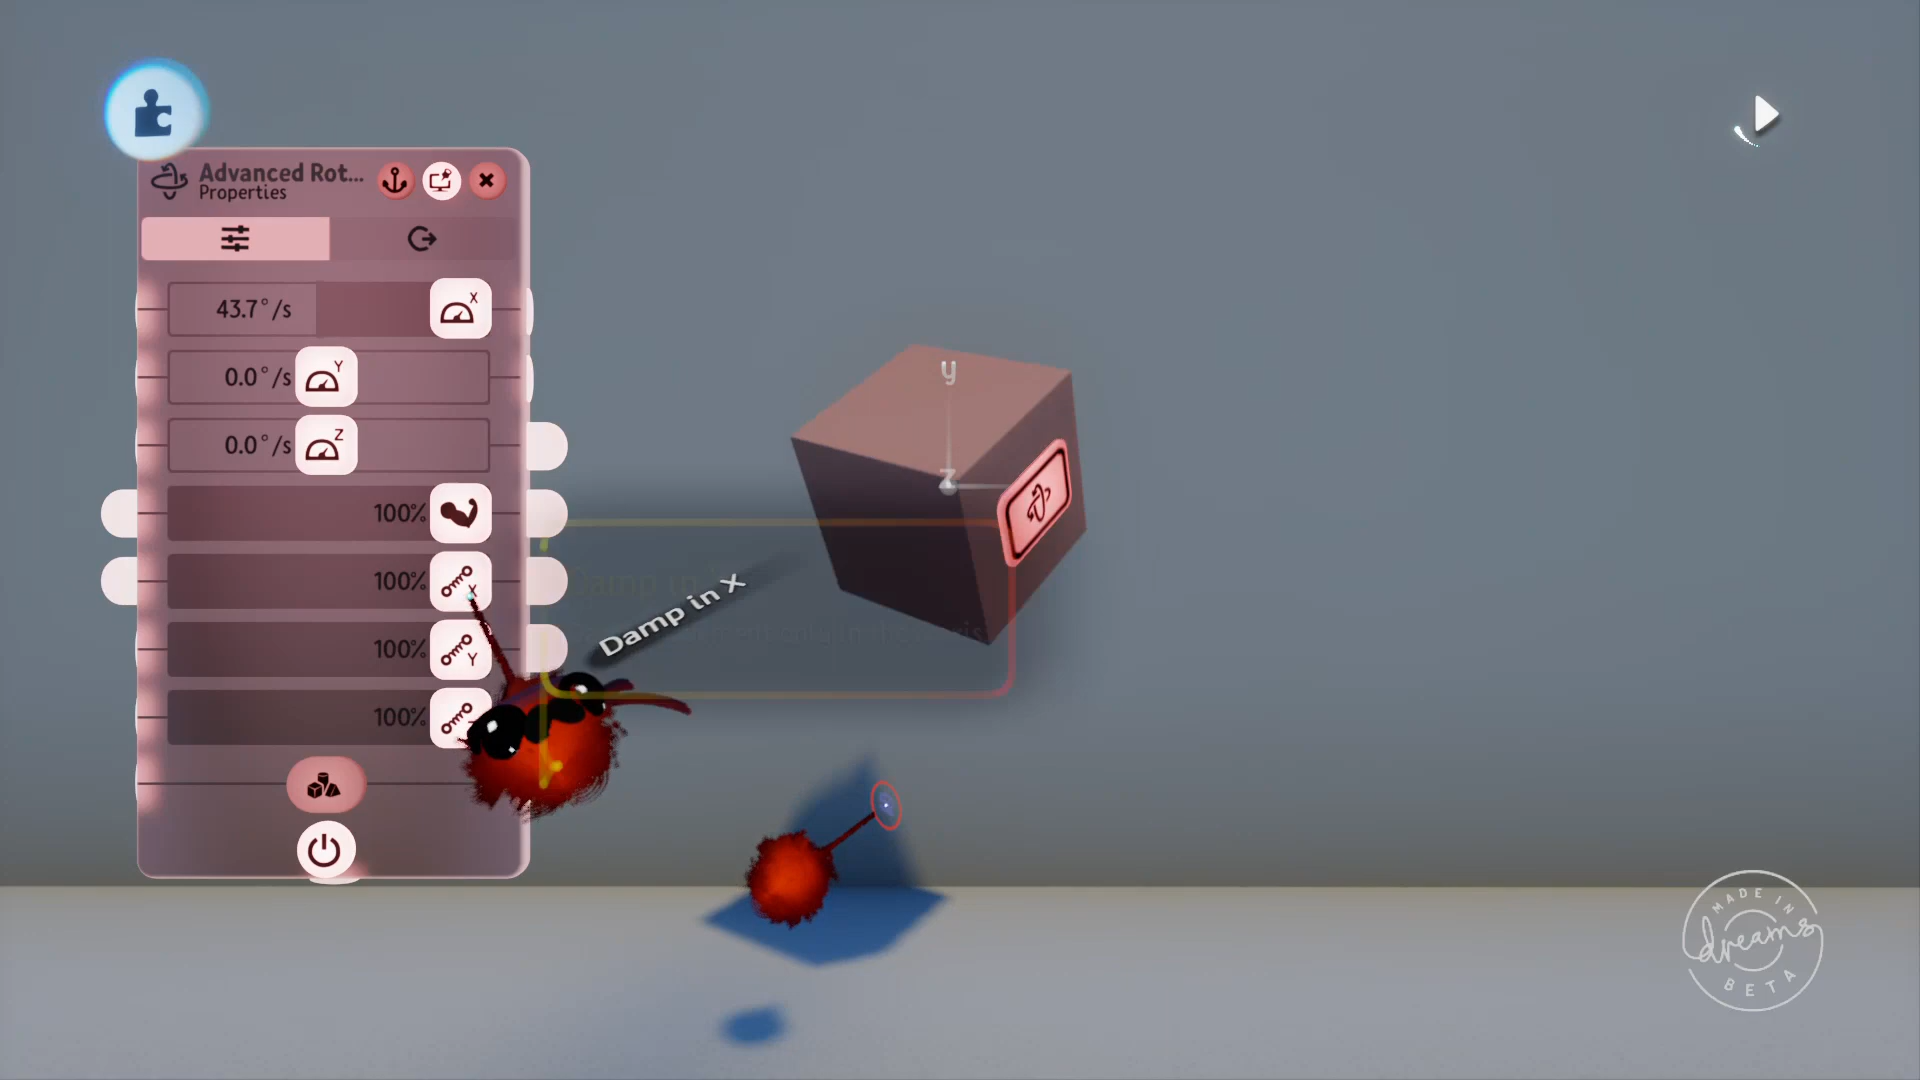 Advanced Rot...
Properties
43.7°/s
X
0.0°/s
Y
0.0°/s
Z
100%
100%
X
100%
Y
100%
y
z
Damp in X
MADE IN
dreams
BETA